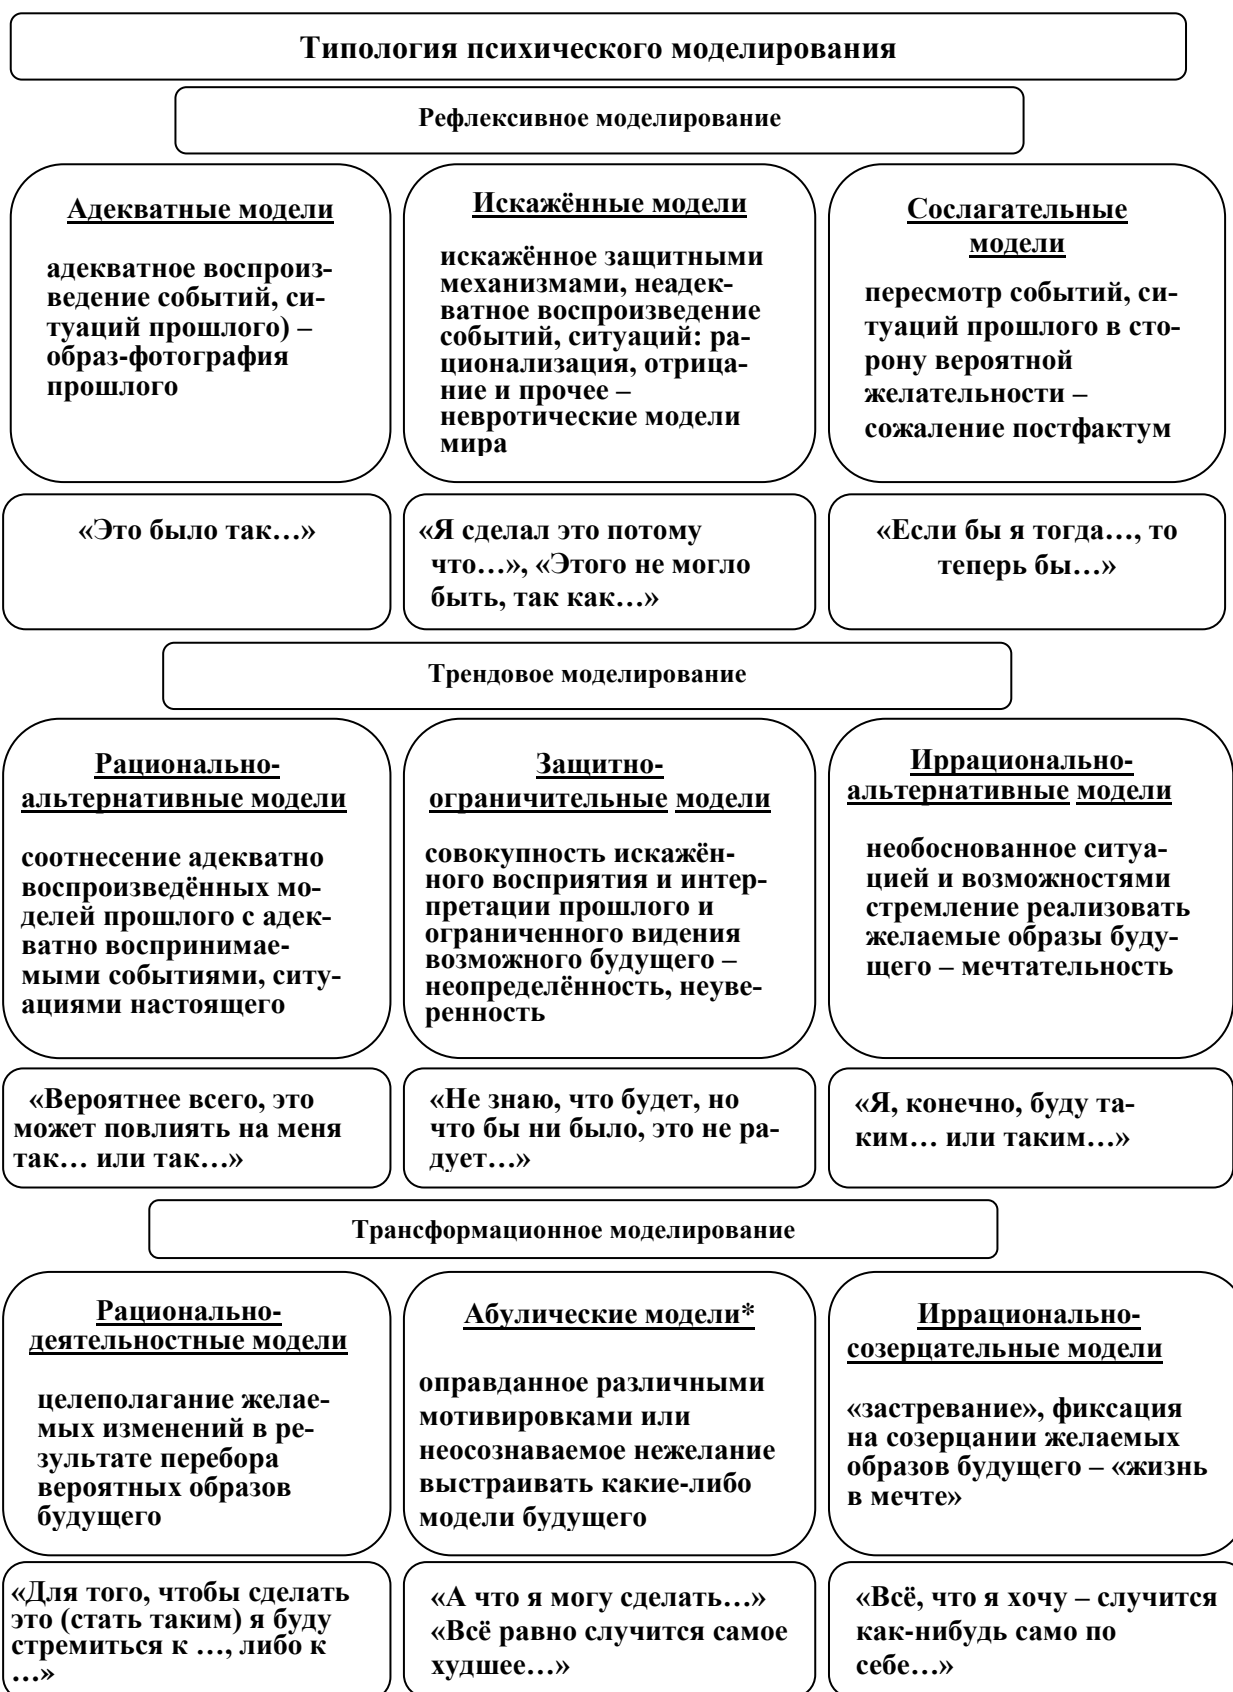 Типология психического моделирования
Рефлексивное моделирование
Адекватные модели
адекватное воспроиз-
ведение событий, си-
туаций прошлого) –
образ-фотография
прошлого
Искажённые модели
искажённое защитными
механизмами, неадек-
ватное воспроизведение
событий, ситуаций: ра-
ционализация, отрица-
ние и прочее –
невротические модели
мира
Сослагательные
модели
пересмотр событий, си-
туаций прошлого в сто-
рону вероятной
желательности –
сожаление постфактум
«Это было так…»
«Я сделал это потому
что…», «Этого не могло
быть, так как…»
«Если бы я тогда…, то
теперь бы…»
Трендовое моделирование
Рационально-
альтернативные модели
соотнесение адекватно
воспроизведённых мо-
делей прошлого с адек-
ватно воспринимае-
мыми событиями, ситу-
ациями настоящего
Защитно-
ограничительные модели
совокупность искажён-
ного восприятия и интер-
претации прошлого и
ограниченного видения
возможного будущего –
неопределённость, неуве-
ренность
Иррационально-
альтернативные модели
необоснованное ситуа-
цией и возможностями
стремление реализовать
желаемые образы буду-
щего – мечтательность
«Вероятнее всего, это
может повлиять на меня
так… или так…»
«Не знаю, что будет, но
что бы ни было, это не ра-
дует…»
«Я, конечно, буду та-
ким… или таким…»
Трансформационное моделирование
Рационально-
деятельностные модели
целеполагание желае-
мых изменений в ре-
зультате перебора
вероятных образов
будущего
Абулические модели*
оправданное различными
мотивировками или
неосознаваемое нежелание
выстраивать какие-либо
модели будущего
Иррационально-
созерцательные модели
«застревание», фиксация
на созерцании желаемых
образов будущего – «жизнь
в мечте»
«Для того, чтобы сделать
это (стать таким) я буду
стремиться к …, либо к
…»
«А что я могу сделать…»
«Всё равно случится самое
худшее…»
«Всё, что я хочу – случится
как-нибудь само по
себе…»